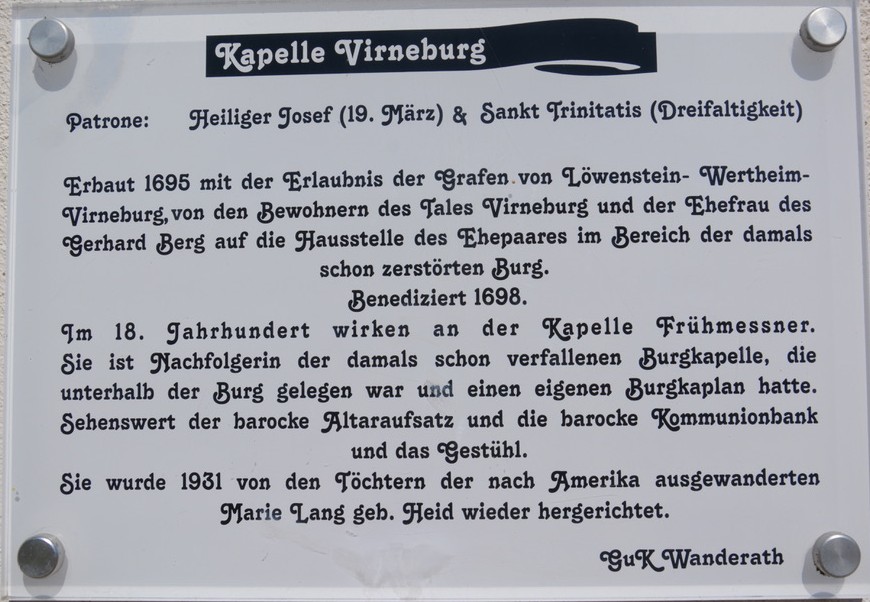 Kapelle Virneburg
Patrone: Heiliger Josef (19. März) & Sankt Trinitatis (Dreifaltigkeit)
Erbaut 1695 mit der Erlaubnis der Grafen von Löwenstein- Wertheim-
Virneburg, von den Bewohnern des Tales Virneburg und der Ehefrau des
Gerhard Berg auf die Hausstelle des Ehepaares im Bereich der damals
schon zerstörten Burg.
Benediziert 1698.
Im 18. Jahrhundert wirken an der Kapelle Frühmessner.
Sie ist Nachfolgerin der damals schon verfallenen Burgkapelle, die
unterhalb der Burg gelegen war und einen eigenen Burgkaplan hatte.
Sehenswert der barocke Altaraufsatz und die barocke Kommunionbank
und das Gestühl.
Sie wurde 1931 von den Töchtern der nach Amerika ausgewanderten
Marie Lang geb. Heid wieder hergerichtet.
GuK Wanderath